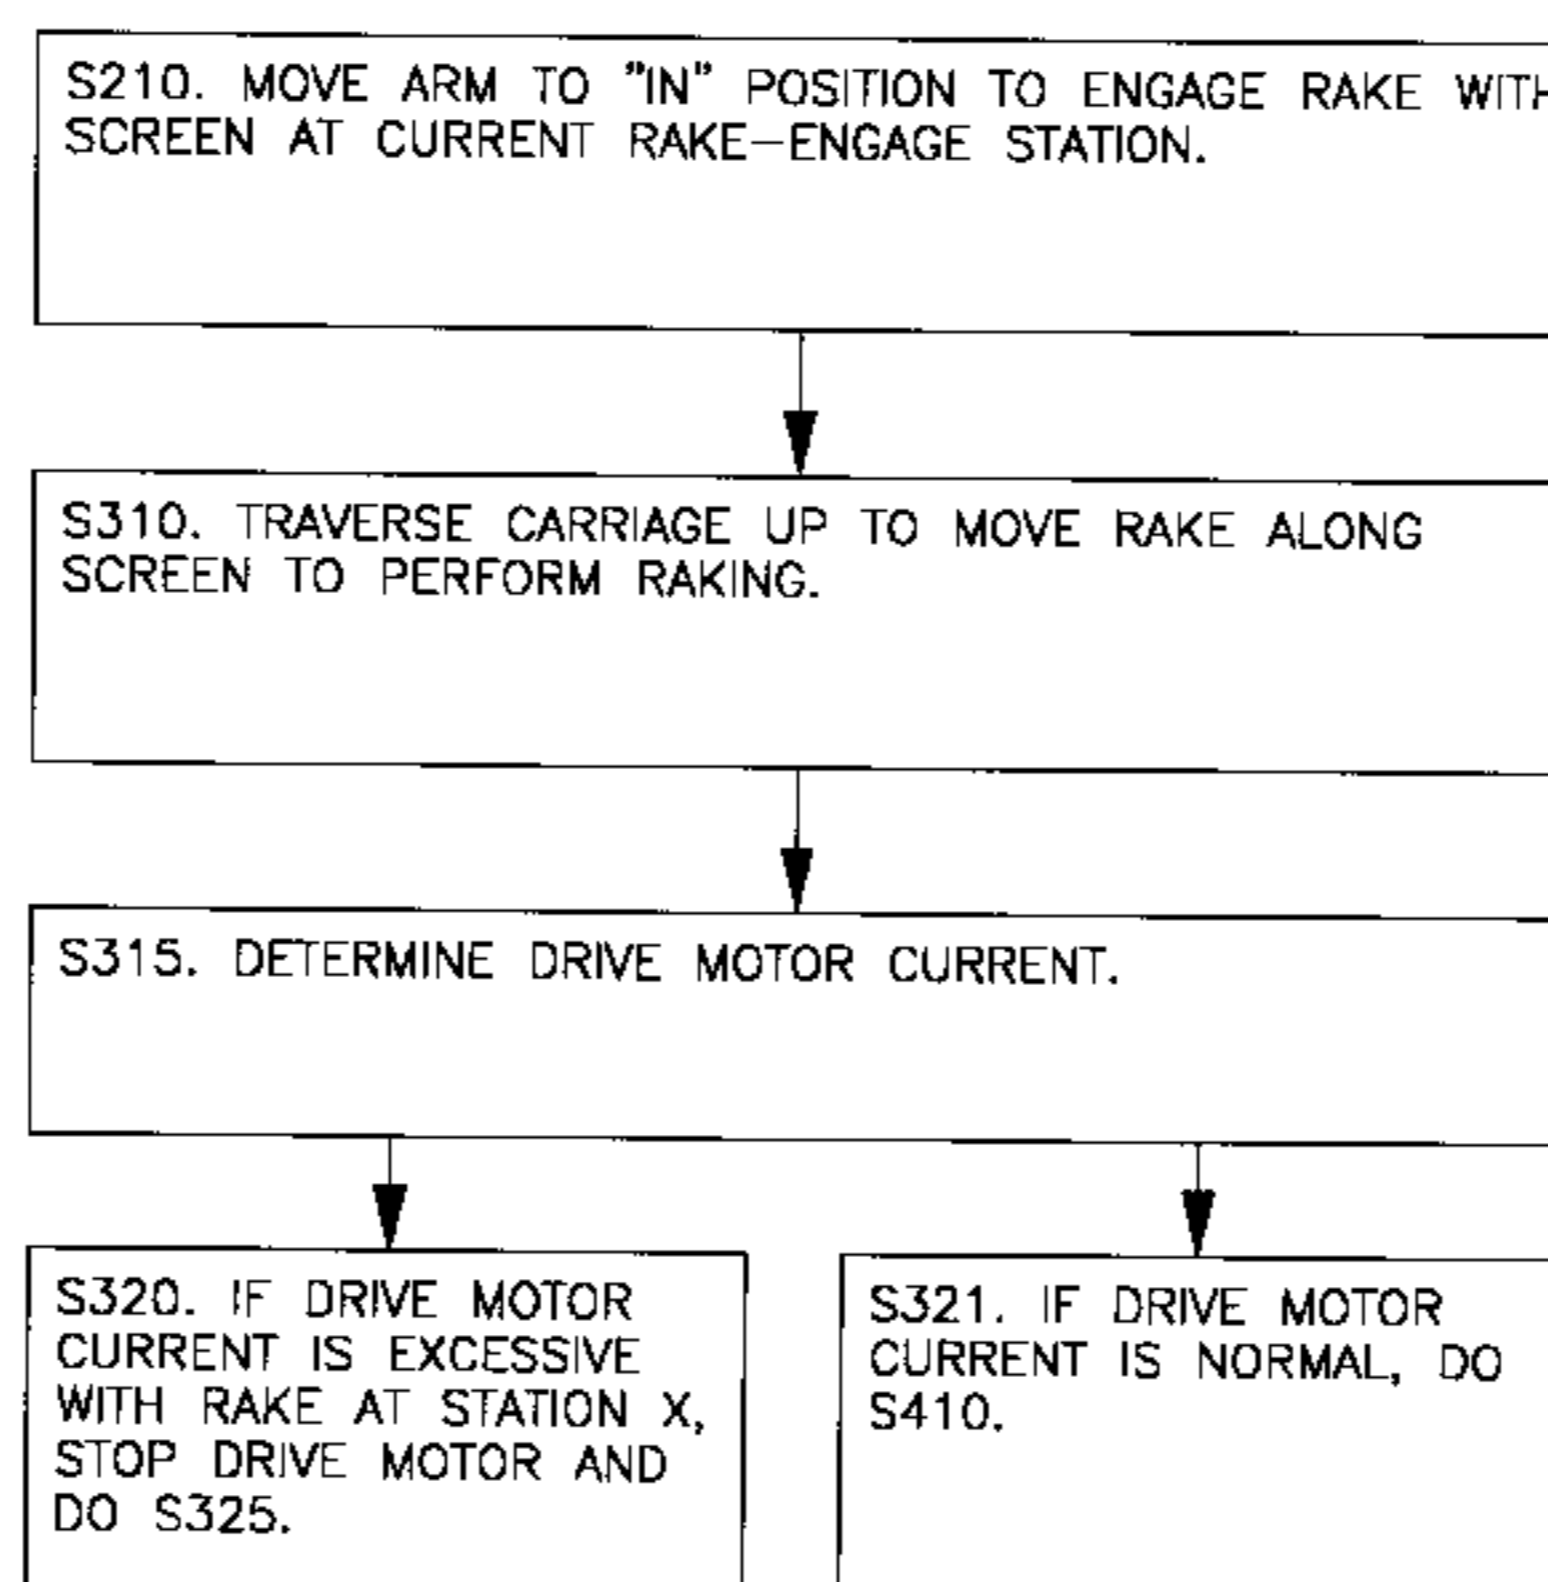 S210. MOVE ARM TO "IN" POSITION TO ENGAGE RAKE WITH
SCREEN AT CURRENT RAKE-ENGAGE STATION.
S310. TRAVERSE CARRIAGE UP TO MOVE RAKE ALONG
SCREEN TO PERFORM RAKING.
S315. DETERMINE DRIVE MOTOR CURRENT.
S320. IF DRIVE MOTOR
CURRENT IS EXCESSIVE
WITH RAKE AT STATION X,
STOP DRIVE MOTOR AND
DO S325.
S321. IF DRIVE MOTOR
CURRENT IS NORMAL, DO
S410.